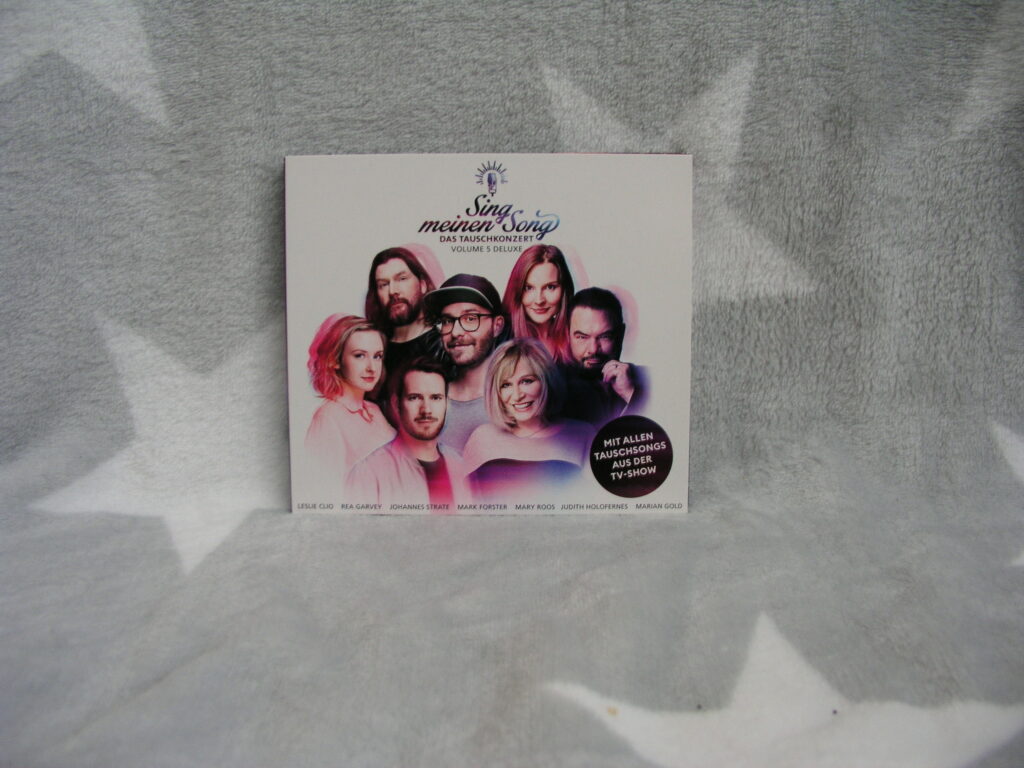 Sing
meinen Song
DAS TAUSCHKONZERT
VOLUME 5 DELUXE
MIT ALLEN
TAUSCHSONGS
AUS DER
TV-SHOW
LESLIE CLIO REA GARVEY JOHANNES STRATE MARK FORSTER MARY ROOS JUDITH HOLOFERNES MARIAN GOLD